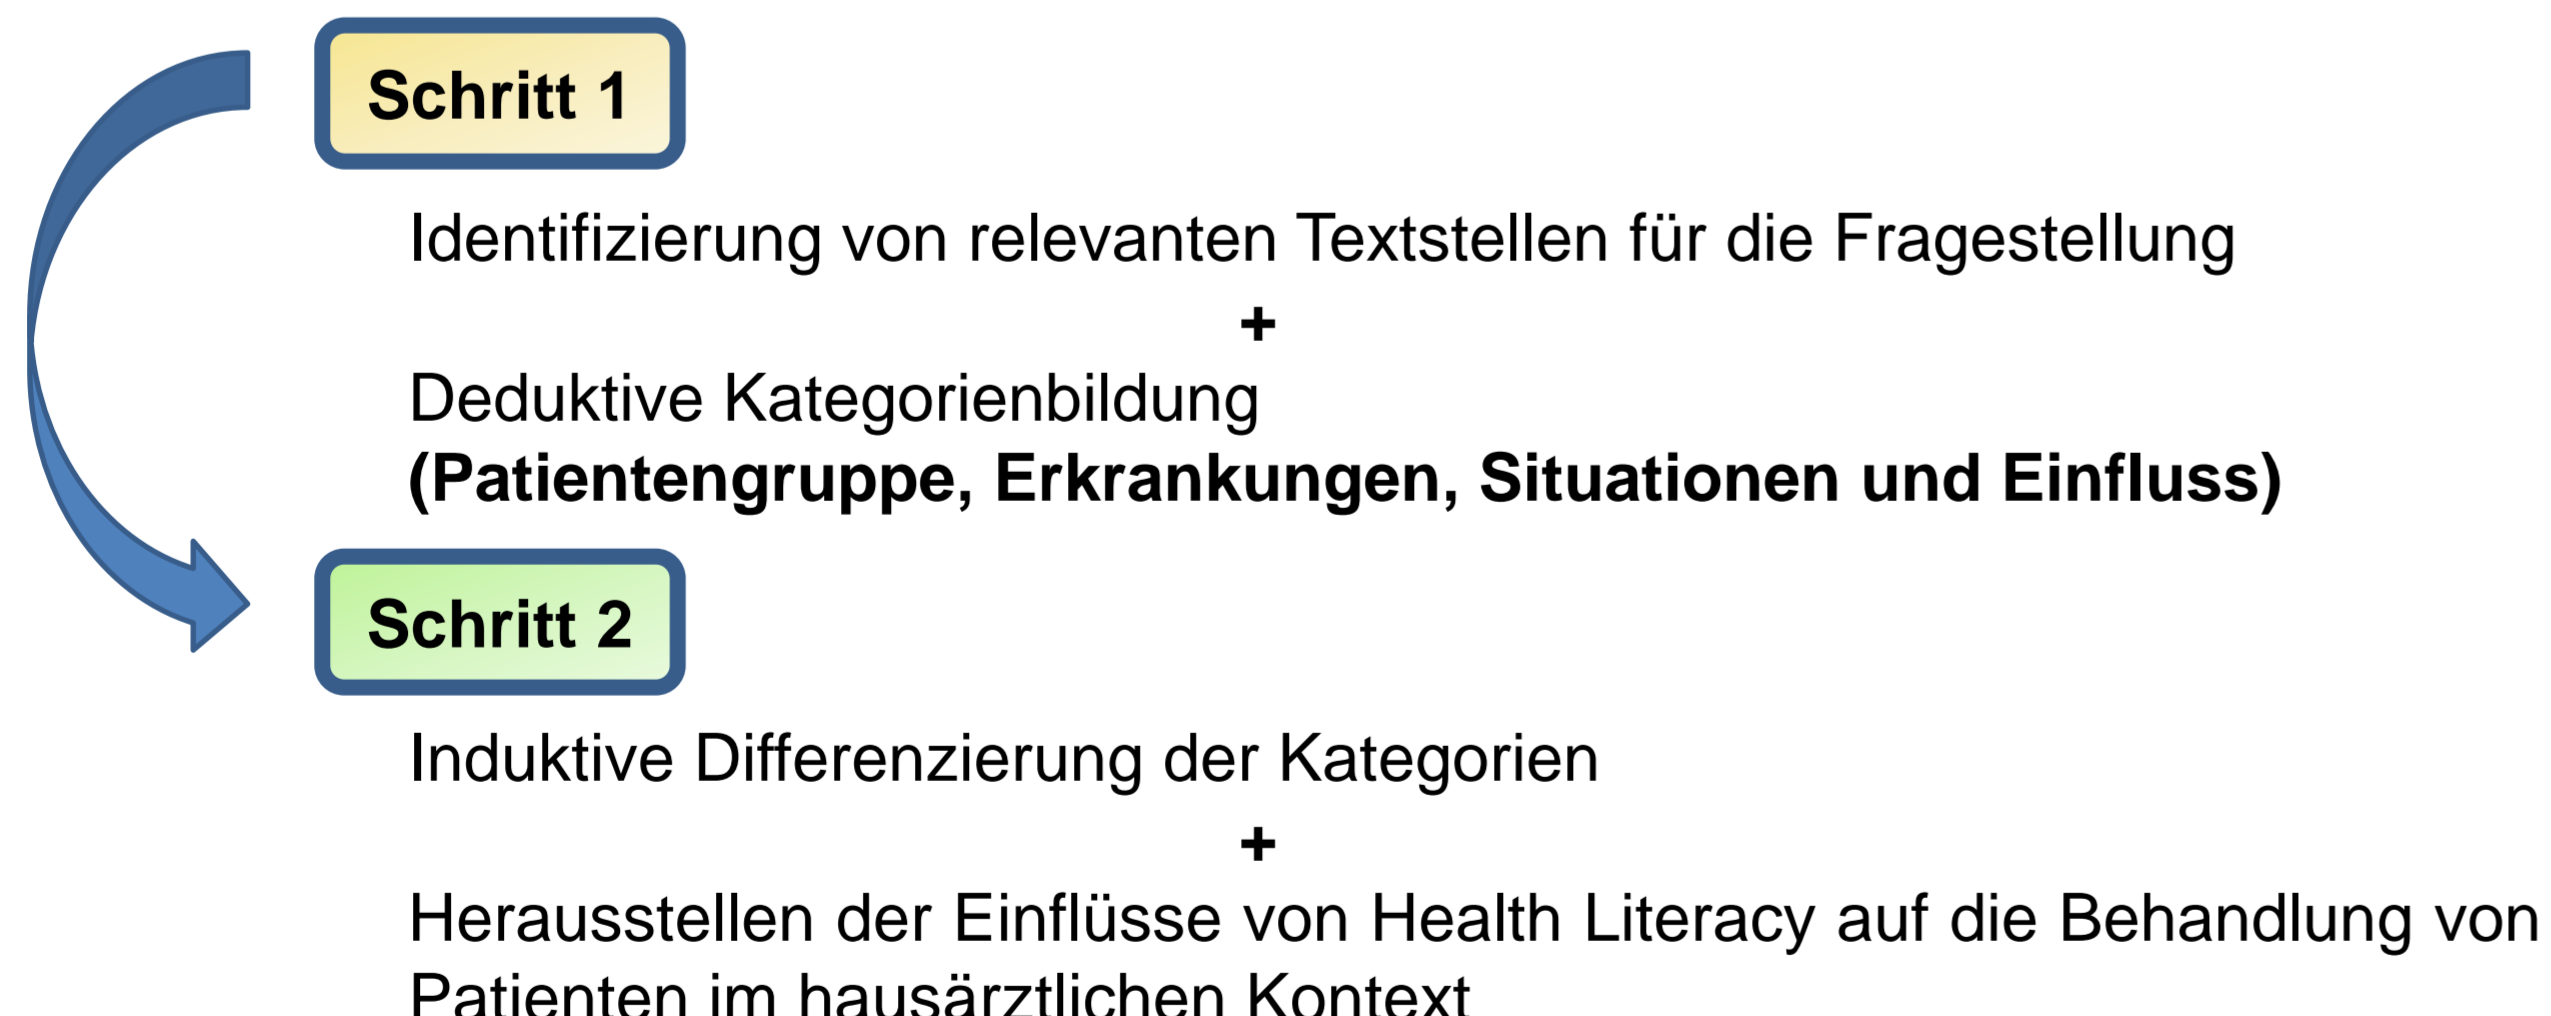 Schritt 1
Identifizierung von relevanten Textstellen für die Fragestellung
+
Deduktive Kategorienbildung
(Patientengruppe, Erkrankungen, Situationen und Einfluss)
Schritt 2
Induktive Differenzierung der Kategorien
+
Herausstellen der Einflüsse von Health Literacy auf die Behandlung von
Patienten im hausärztlichen Kontext